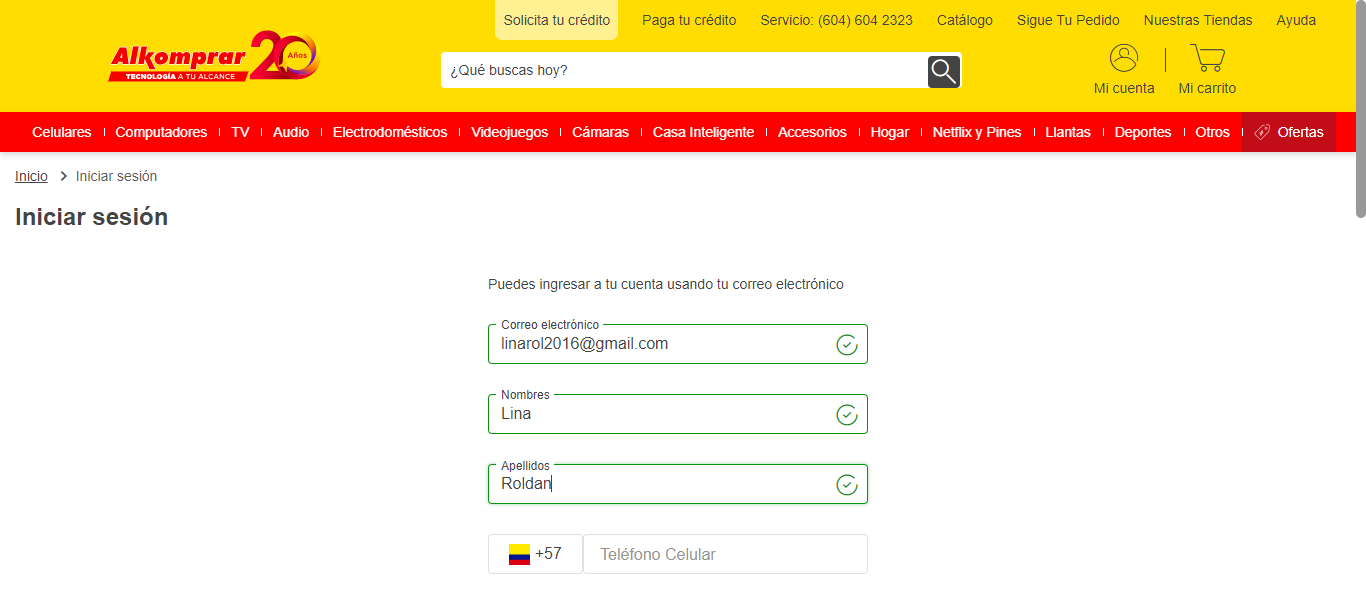 Solicita tu crédito Paga tu crédito Servicio: (604) 604 2323 Catálogo Sigue Tu Pedido Nuestras Tiendas Ayuda
Alkomprar 20 Años
TECNOLOGÍA A TU ALCANCE
¿Qué buscas hoy?
Mi cuenta Mi carrito
Celulares Computadores TV Audio Electrodomésticos Videojuegos Cámaras Casa Inteligente Accesorios Hogar Netflix y Pines Llantas Deportes Otros Ofertas
Inicio > Iniciar sesión
Iniciar sesión
Puedes ingresar a tu cuenta usando tu correo electrónico
Correo electrónico
linarol2016@gmail.com
Nombres
Lina
Apellidos
Roldan
+57 Teléfono Celular